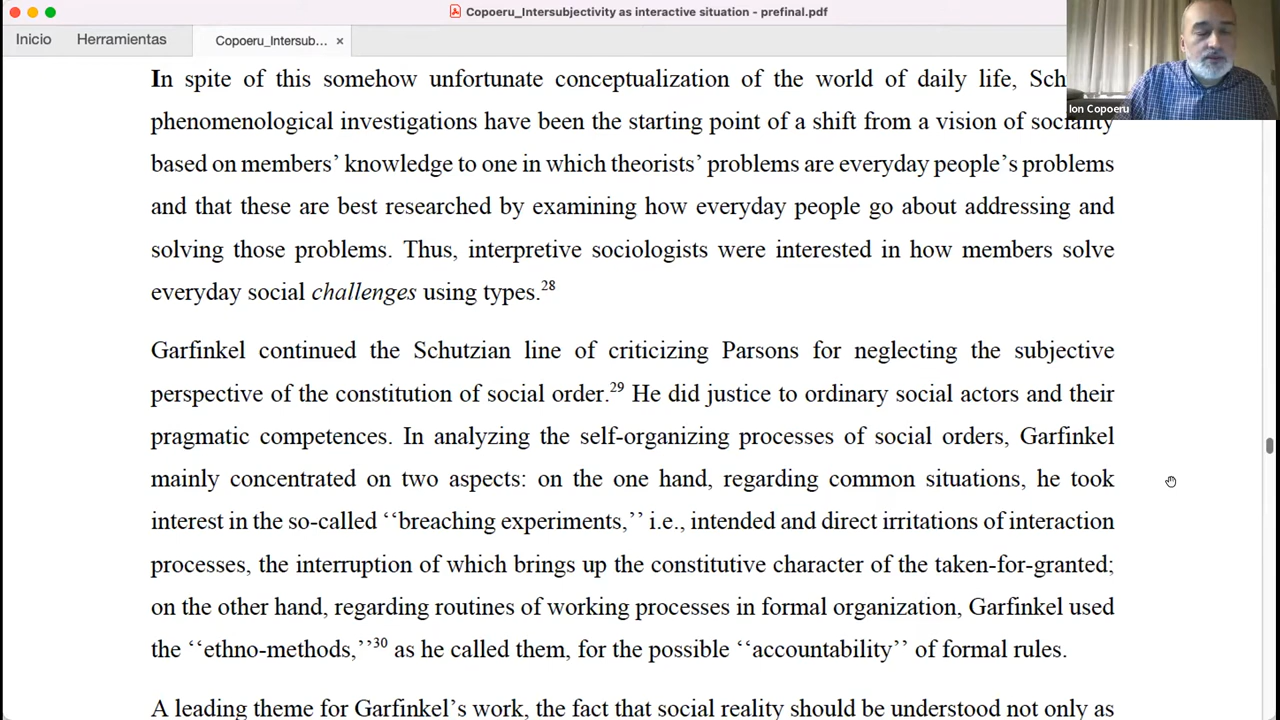 Copoeru_Intersubjectivity as interactive situation - prefinal.pdf
Inicio Herramientas Copoeru_Intersub... ×
Ion Copoeru
In spite of this somehow unfortunate conceptualization of the world of daily life,
phenomenological investigations have been the starting point of a shift from a vision of sociality
based on members’ knowledge to one in which theorists’ problems are everyday people’s problems
and that these are best researched by examining how everyday people go about addressing and
solving those problems. Thus, interpretive sociologists were interested in how members solve
everyday social challenges using types.28
Garfinkel continued the Schutzian line of criticizing Parsons for neglecting the subjective
perspective of the constitution of social order.29 He did justice to ordinary social actors and their
pragmatic competences. In analyzing the self-organizing processes of social orders, Garfinkel
mainly concentrated on two aspects: on the one hand, regarding common situations, he took
interest in the so-called ‘‘breaching experiments,’’ i.e., intended and direct irritations of interaction
processes, the interruption of which brings up the constitutive character of the taken-for-granted;
on the other hand, regarding routines of working processes in formal organization, Garfinkel used
the ‘‘ethno-methods,’’30 as he called them, for the possible ‘‘accountability’’ of formal rules.
A leading theme for Garfinkel’s work, the fact that social reality should be understood not only as